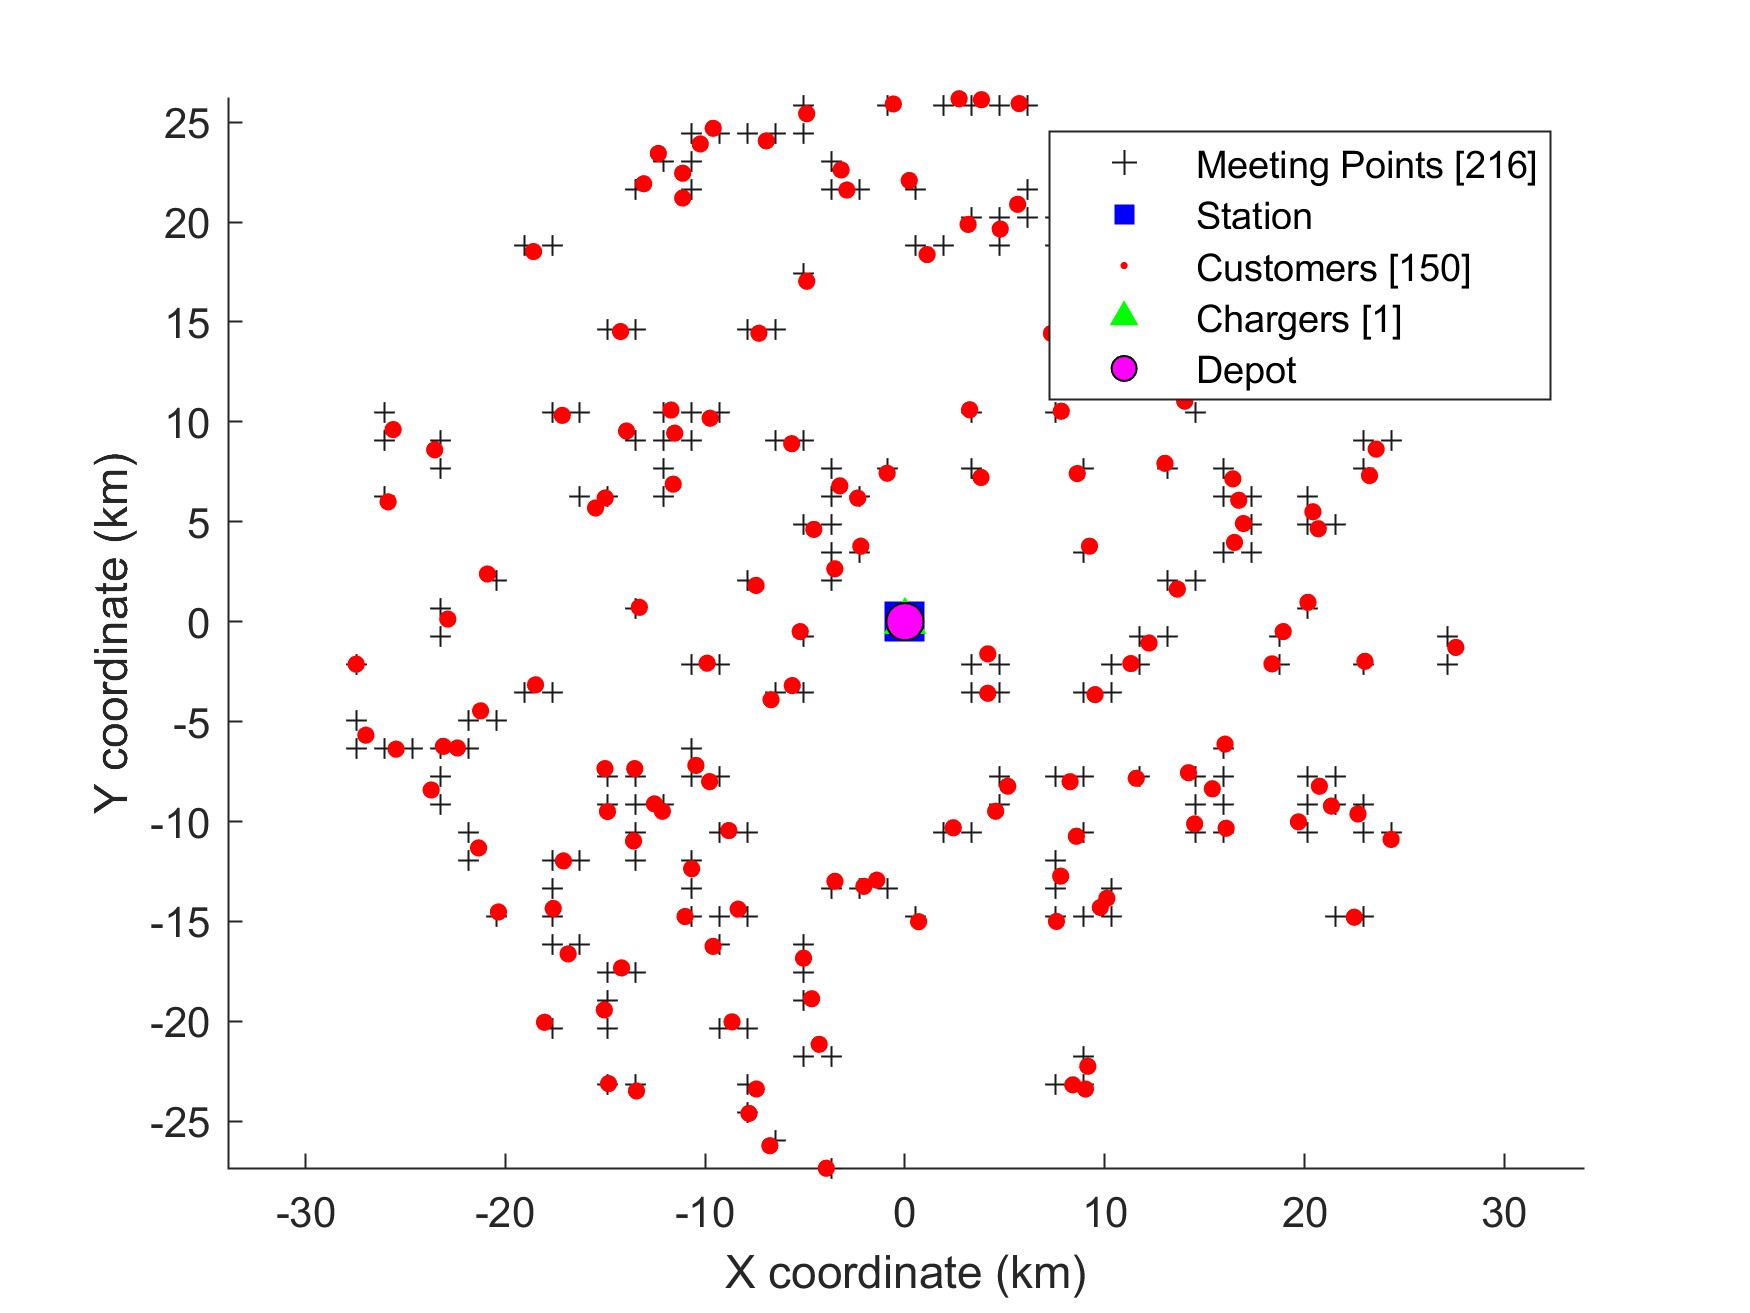 25
20
15
10
5
0
-5
-10
-15
-20
-25
Y coordinate (km)
Meeting Points [216]
Station
Customers [150]
Chargers [1]
Depot
-30 -20 -10 0 10 20 30
X coordinate (km)